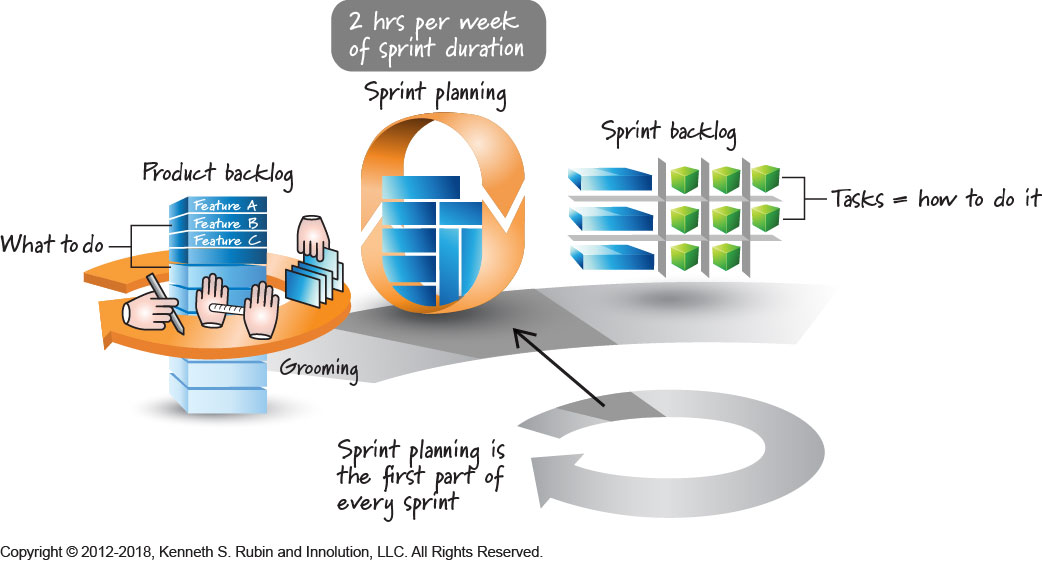 2 hrs per week
of sprint duration
Sprint planning
Sprint backlog
Product backlog
Feature A
Feature B
Feature C
What to do
Tasks = how to do it
Grooming
Sprint planning is
the first part of
every sprint
Copyright © 2012-2018, Kenneth S. Rubin and Innolution, LLC. All Rights Reserved.